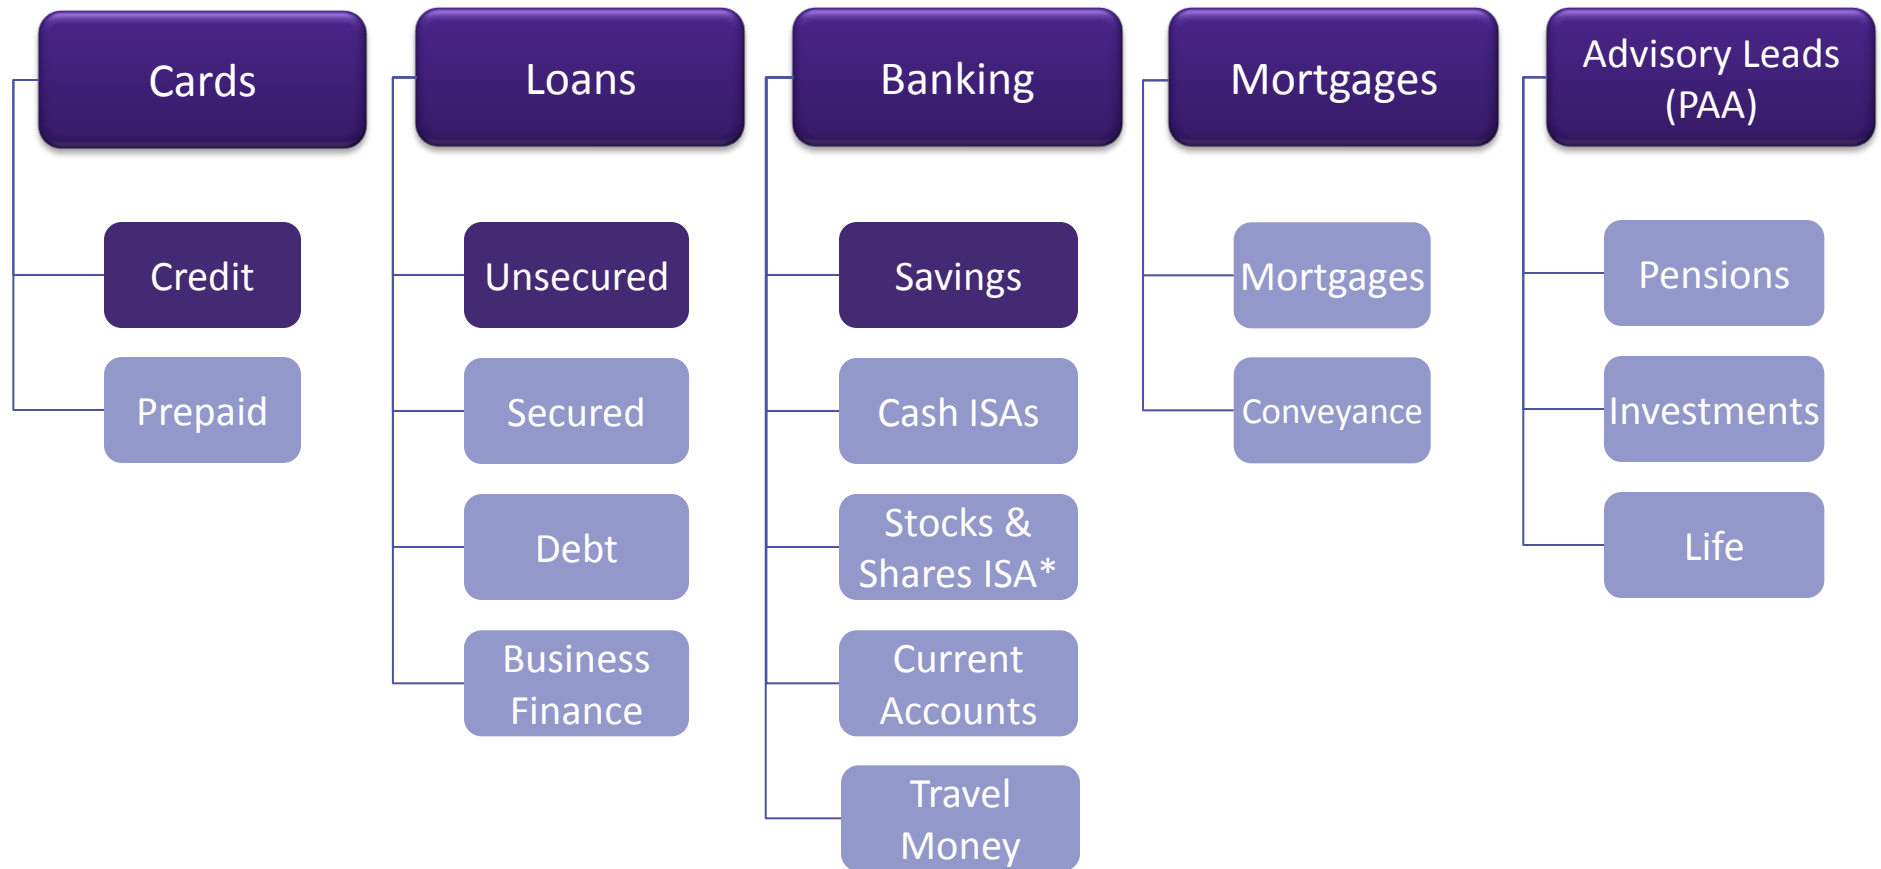 Cards
Loans
Banking
Mortgages
Advisory Leads
(PAA)
Credit
Prepaid
Unsecured
Secured
Debt
Business
Finance
Savings
Cash ISAs
Stocks &
Shares ISA*
Current
Accounts
Travel
Money
Mortgages
Conveyance
Pensions
Investments
Life